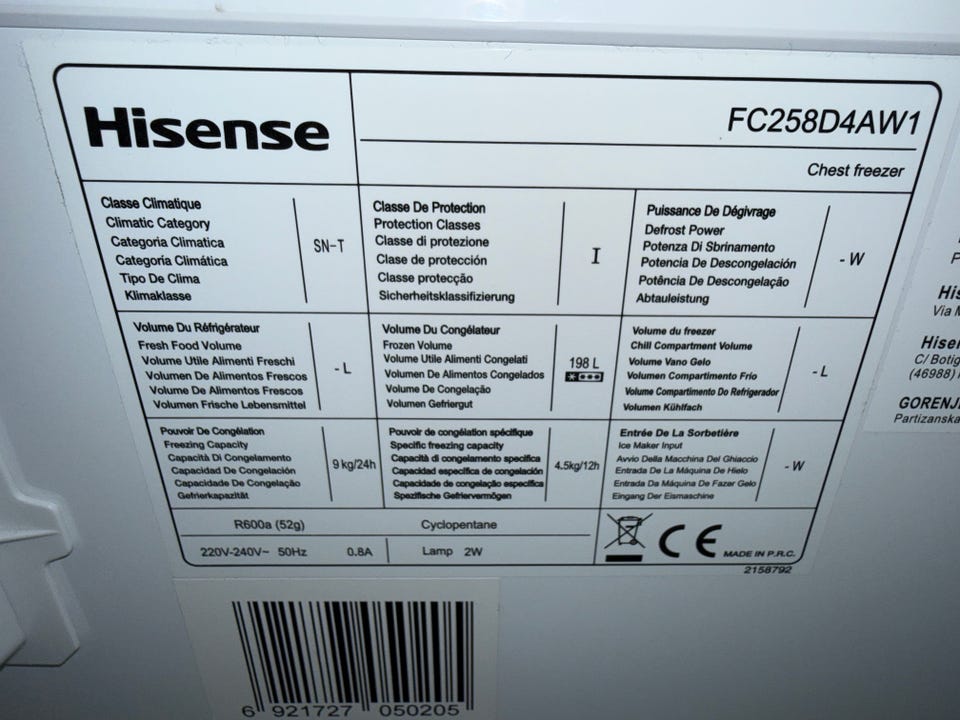 Hisense
FC258D4AW1
Chest freezer
Classe Climatique
Climatic Category
Categoria Climatica
Categoría Climática
Tipo De Clima
Klimaklasse
SN-T
Classe De Protection
Protection Classes
Classe di protezione
Clase de protección
Classe protecção
Sicherheitsklassifizierung
I
Puissance De Dégivrage
Defrost Power
Potenza Di Sbrinamento
Potencia De Descongelación
Potência De Descongelação
Abtauleistung
- W
Volume Du Réfrigérateur
Fresh Food Volume
Volume Utile Alimenti Freschi
Volumen De Alimentos Frescos
Volume De Alimentos Frescos
Volumen Frische Lebensmittel
- L
Volume Du Congélateur
Frozen Volume
Volume Utile Alimenti Congelati
Volumen De Alimentos Congelados
Volume De Congelação
Volumen Gefriergut
198 L
Volume du freezer
Chill Compartment Volume
Volume Vano Gelo
Volumen Compartimento Frío
Volume Compartimento Do Refrigerador
Volumen Kühlfach
- L
Pouvoir De Congélation
Freezing Capacity
Capacità Di Congelamento
Capacidad De Congelación
Capacidade De Congelação
Gefrierkapazität
9 kg/24h
Pouvoir de congélation spécifique
Specific freezing capacity
Capacità di congelamento specifica
Capacidad específica de congelación
Capacidade de congelação específica
Spezifische Gefriervermögen
4.5kg/12h
Entrée De La Sorbetière
Ice Maker Input
Avvio Della Macchina Del Ghiaccio
Entrada De La Máquina De Hielo
Entrada Da Máquina De Fazer Gelo
Eingang Der Eismaschine
- W
R600a (52g)
Cyclopentane
220V-240V~ 50Hz
0.8A
Lamp 2W
CE
MADE IN P.R.C.
2158792
6 921727 050205
His
Via M
Hiser
C/ Botig
(46988)
GORENJE
Partizanska